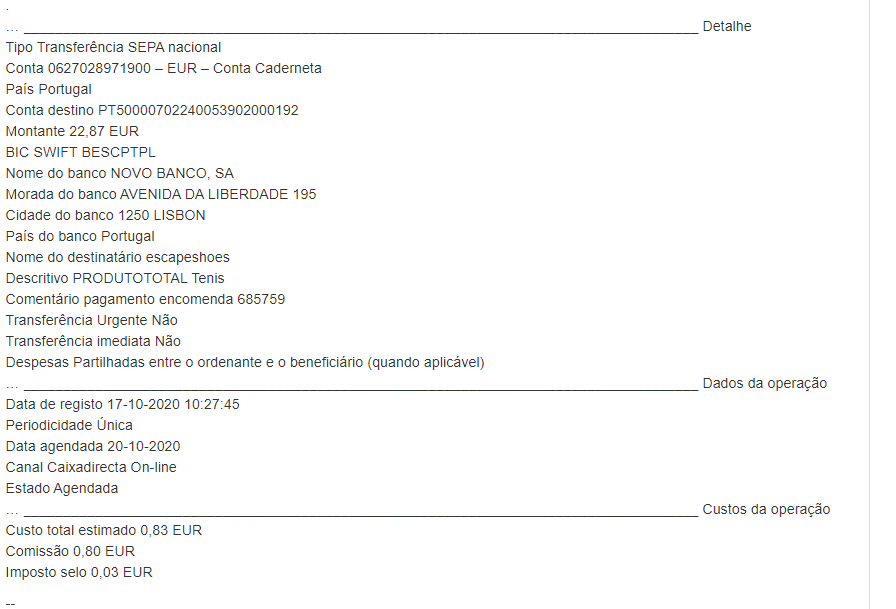 .
... ______________________________________________________________________________________ Detalhe
Tipo Transferência SEPA nacional
Conta 0627028971900 – EUR – Conta Caderneta
País Portugal
Conta destino PT50000702240053902000192
Montante 22,87 EUR
BIC SWIFT BESCPTPL
Nome do banco NOVO BANCO, SA
Morada do banco AVENIDA DA LIBERDADE 195
Cidade do banco 1250 LISBON
País do banco Portugal
Nome do destinatário escapeshoes
Descritivo PRODUTOTOTAL Tenis
Comentário pagamento encomenda 685759
Transferência Urgente Não
Transferência imediata Não
Despesas Partilhadas entre o ordenante e o beneficiário (quando aplicável)
... ______________________________________________________________________________________ Dados da operação
Data de registo 17-10-2020 10:27:45
Periodicidade Única
Data agendada 20-10-2020
Canal Caixadirecta On-line
Estado Agendada
... ______________________________________________________________________________________ Custos da operação
Custo total estimado 0,83 EUR
Comissão 0,80 EUR
Imposto selo 0,03 EUR
--